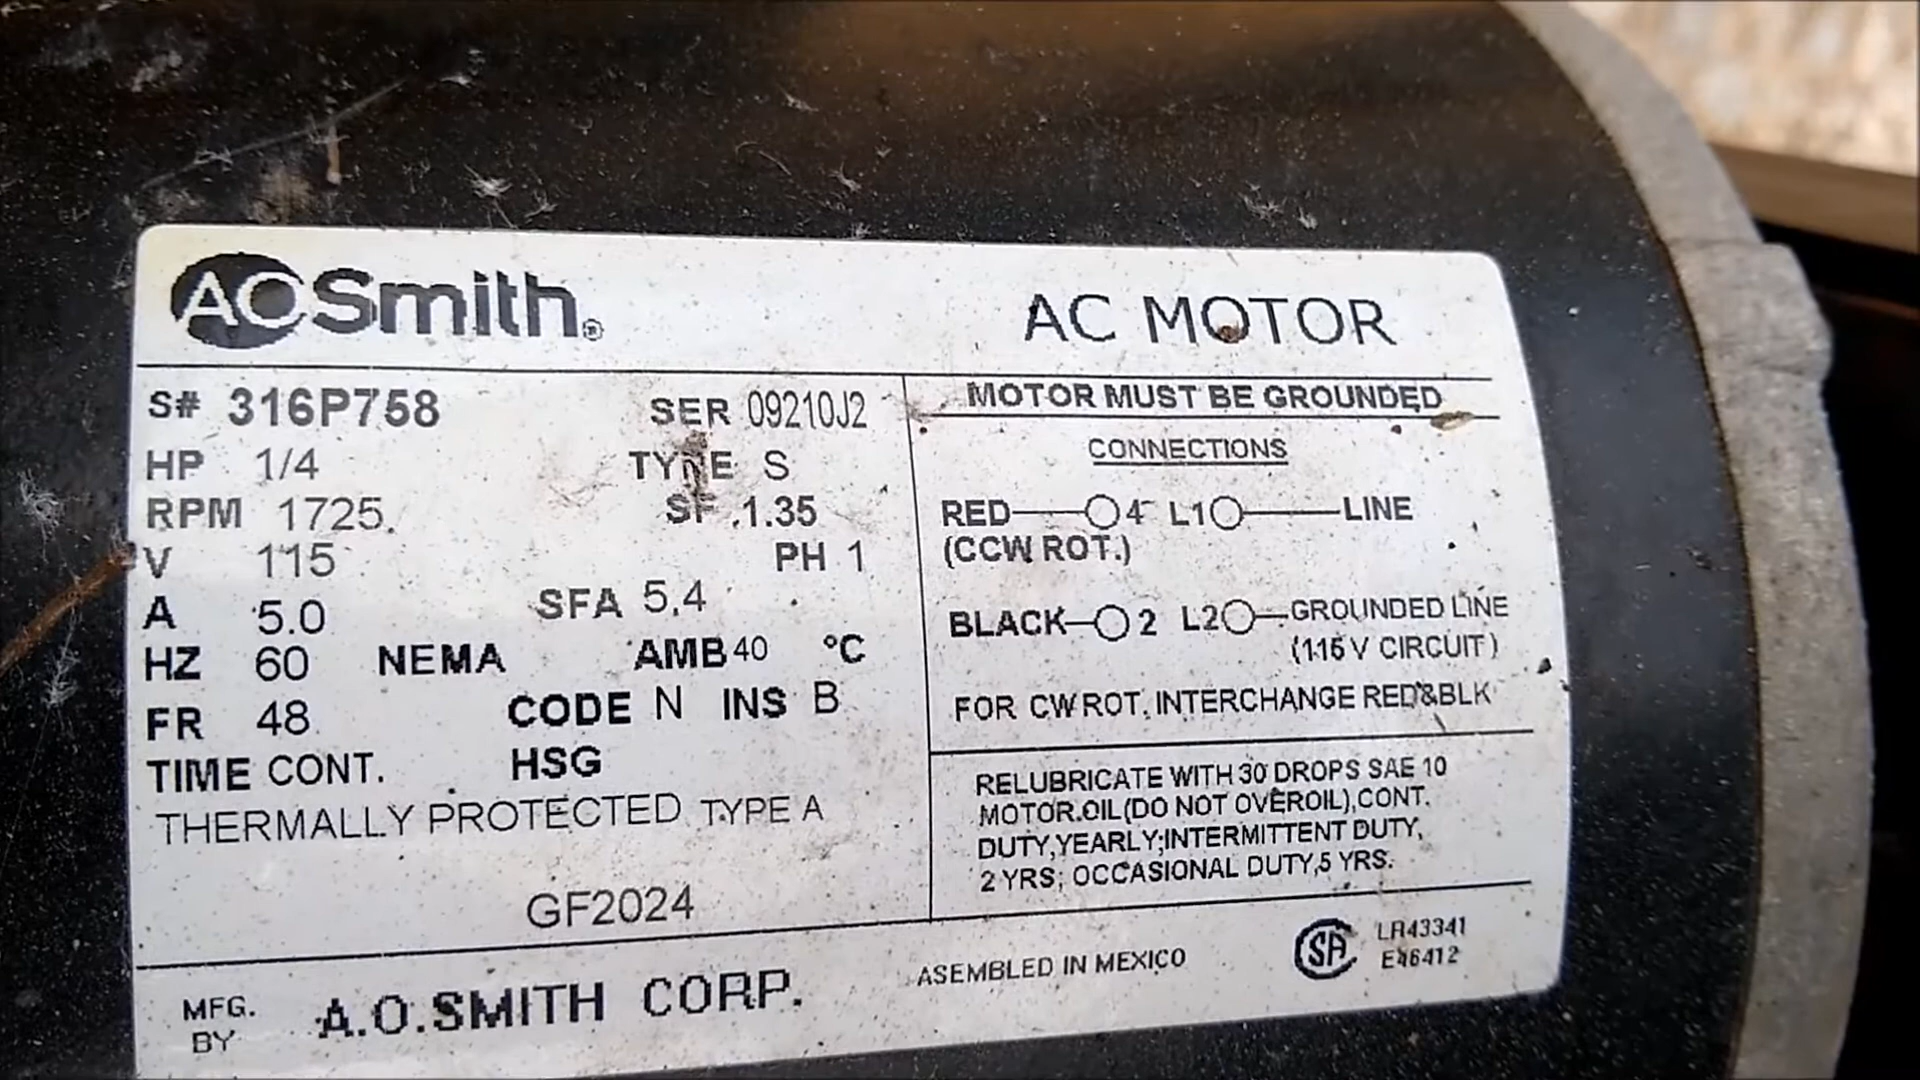 AOSmith®
AC MOTOR
S# 316P758 SER 09210J2
HP 1/4 TYPE S
RPM 1725 SF 1.35
V 115 PH 1
A 5.0 SFA 5.4
HZ 60 NEMA AMB 40 °C
FR 48 CODE N INS B
TIME CONT. HSG
THERMALLY PROTECTED TYPE A
GF2024
MOTOR MUST BE GROUNDED
CONNECTIONS
RED 4 L1 LINE
(CCW ROT.)
BLACK 2 L2 GROUNDED LINE
(115 V CIRCUIT)
FOR CW ROT. INTERCHANGE RED&BLK
RELUBRICATE WITH 30 DROPS SAE 10
MOTOR OIL (DO NOT OVEROIL), CONT.
DUTY, YEARLY; INTERMITTENT DUTY,
2 YRS; OCCASIONAL DUTY, 5 YRS.
MFG. BY A.O. SMITH CORP.
ASEMBLED IN MEXICO
SA LR43341
E46412